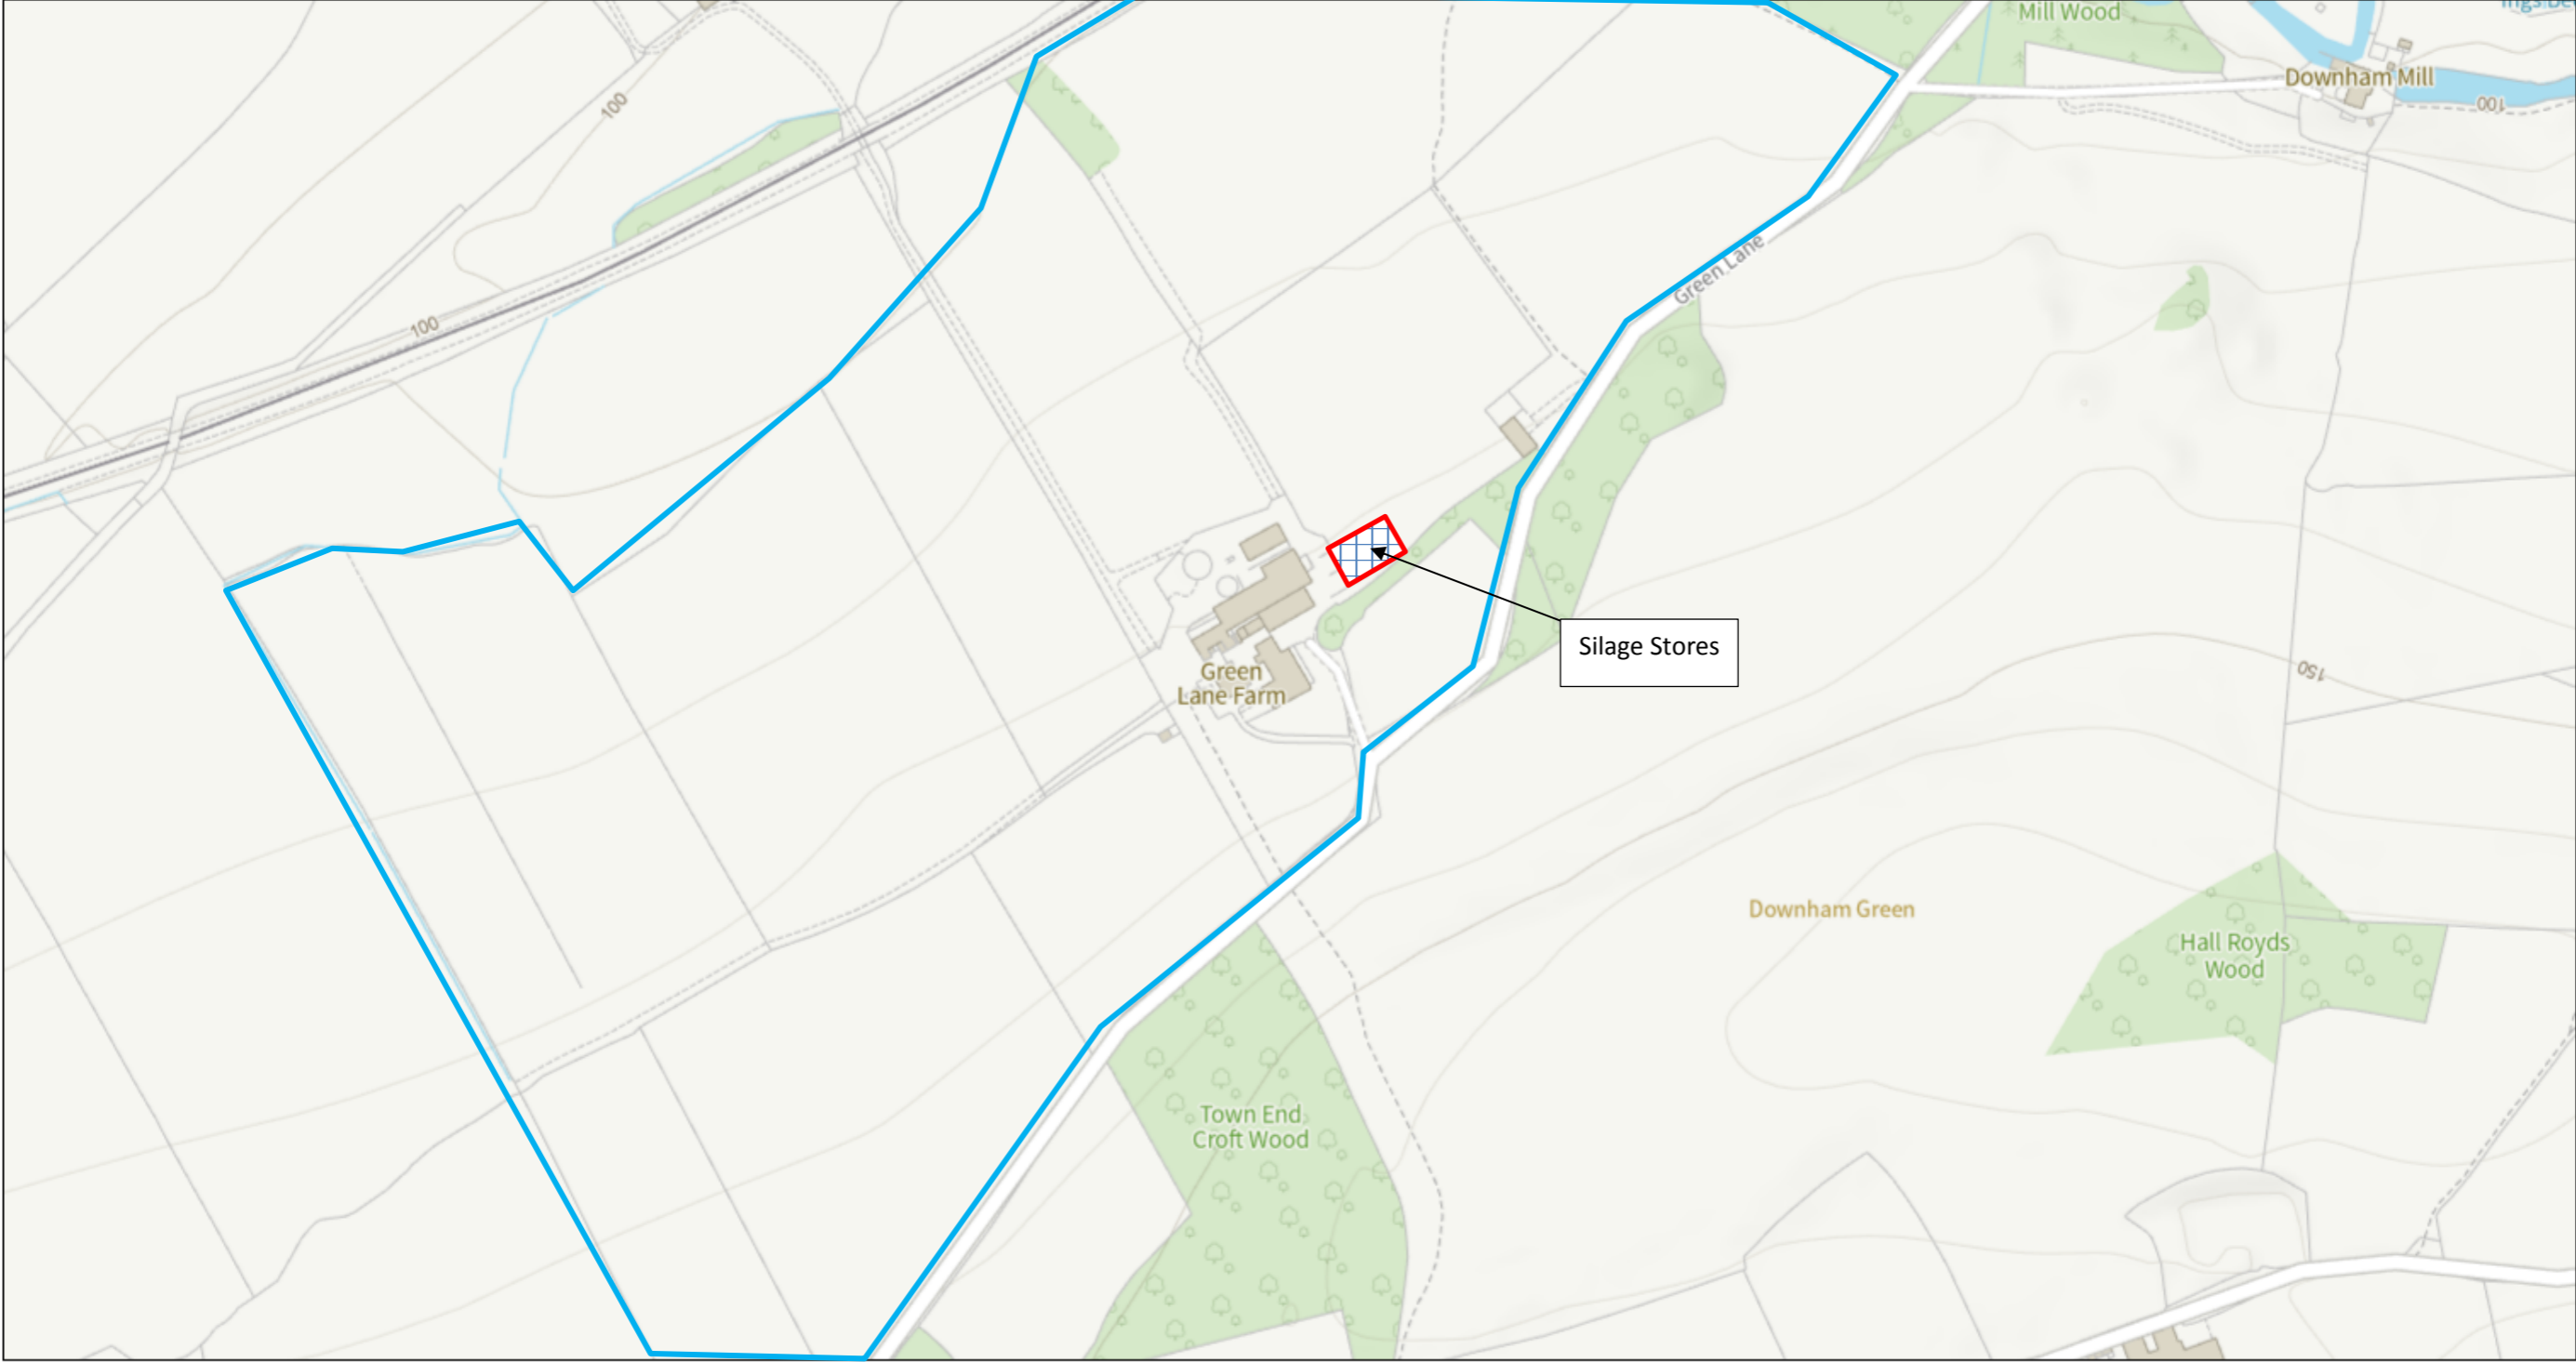 Mill Wood
Downham Mill
100
100
Green Lane
100
Silage Stores
Green
Lane Farm
150
Downham Green
Hall Royds
Wood
Town End
Croft Wood